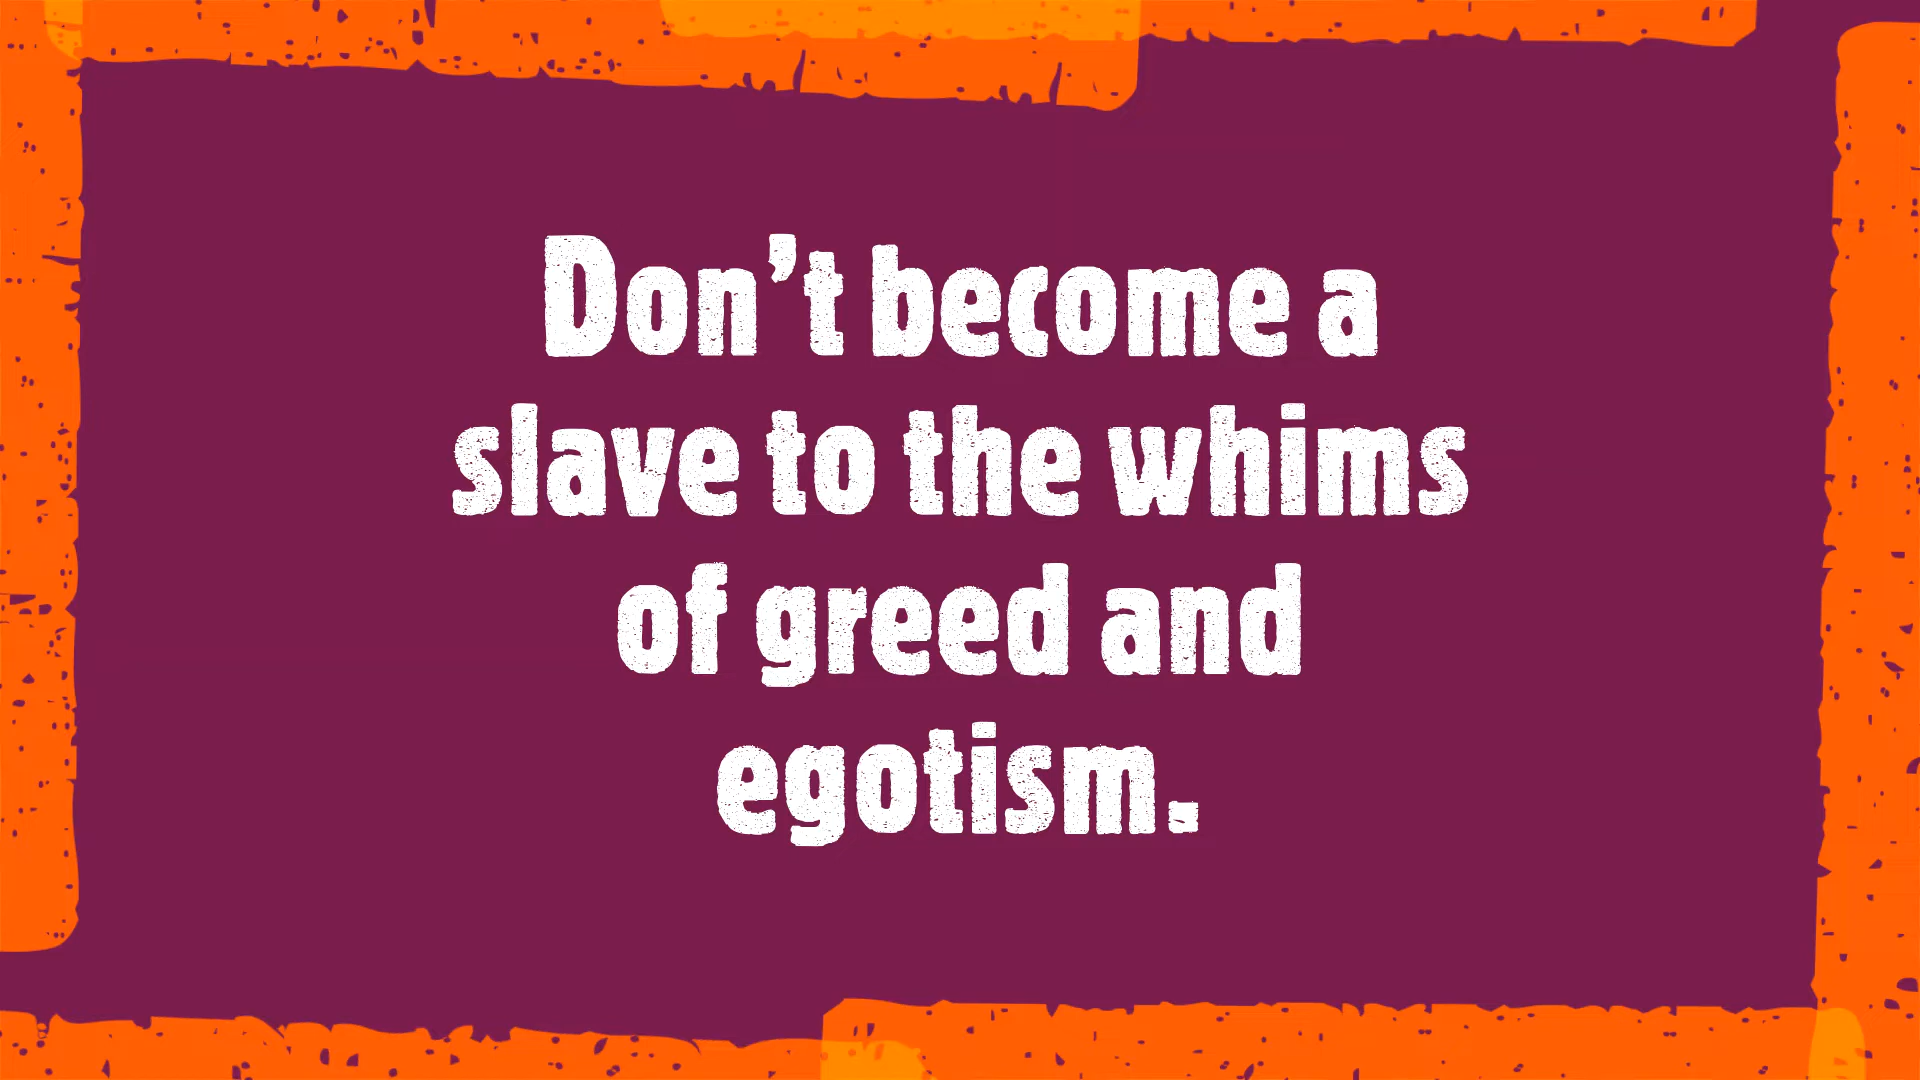 Don’t become a
slave to the whims
of greed and
egotism.